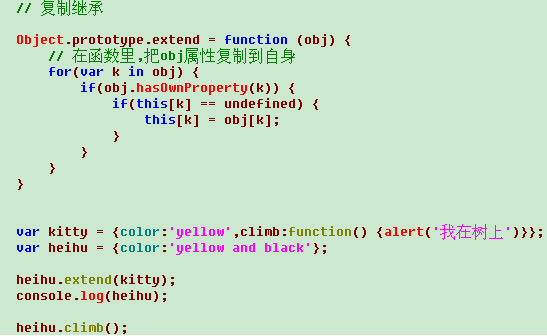 // 复制继承
Object.prototype.extend = function (obj) {
// 在函数里,把obj属性复制到自身
for(var k in obj) {
if(obj.hasOwnProperty(k)) {
if(this[k] == undefined) {
this[k] = obj[k];
}
}
}
}
var kitty = {color:'yellow',climb:function() {alert('我在树上')}};
var heihu = {color:'yellow and black'};
heihu.extend(kitty);
console.log(heihu);
heihu.climb();